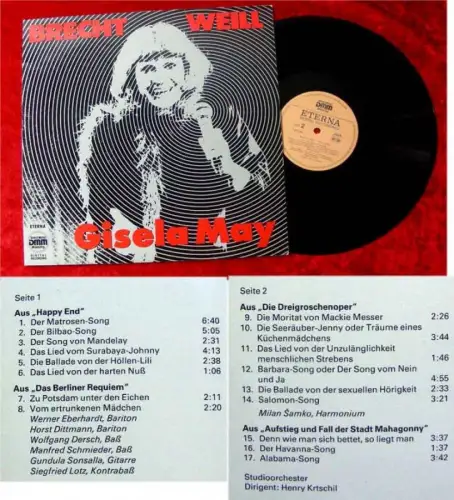 BRECHT WEILL
Gisela May
ETERNA
DMM
DIGITAL
RECORDING
DMM
ETERNA
2
Seite 1
Aus „Happy End"
1. Der Matrosen-Song 6:40
2. Der Bilbao-Song 5:05
3. Der Song von Mandelay 2:31
4. Das Lied vom Surabaya-Johnny 4:13
5. Die Ballade von der Höllen-Lili 2:38
6. Das Lied von der harten Nuß 1:06
Aus „Das Berliner Requiem"
7. Zu Potsdam unter den Eichen 2:11
8. Vom ertrunkenen Mädchen 2:20
Werner Eberhardt, Bariton
Horst Dittmann, Bariton
Wolfgang Dersch, Baß
Manfred Schmieder, Baß
Gundula Sonsalla, Gitarre
Siegfried Lotz, Kontrabaß
Seite 2
Aus „Die Dreigroschenoper"
9. Die Moritat von Mackie Messer 2:26
10. Die Seeräuber-Jenny oder Träume eines
Küchenmädchens 3:44
11. Das Lied von der Unzulänglichkeit
menschlichen Strebens 1:46
12. Barbara-Song oder Der Song vom Nein
und Ja 4:55
13. Die Ballade von der sexuellen Hörigkeit 2:33
14. Salomon-Song 2:21
Milan Šamko, Harmonium
Aus „Aufstieg und Fall der Stadt Mahagonny"
15. Denn wie man sich bettet, so liegt man 3:37
16. Der Havanna-Song 1:37
17. Alabama-Song 3:42
Studioorchester
Dirigent: Henry Krtschil